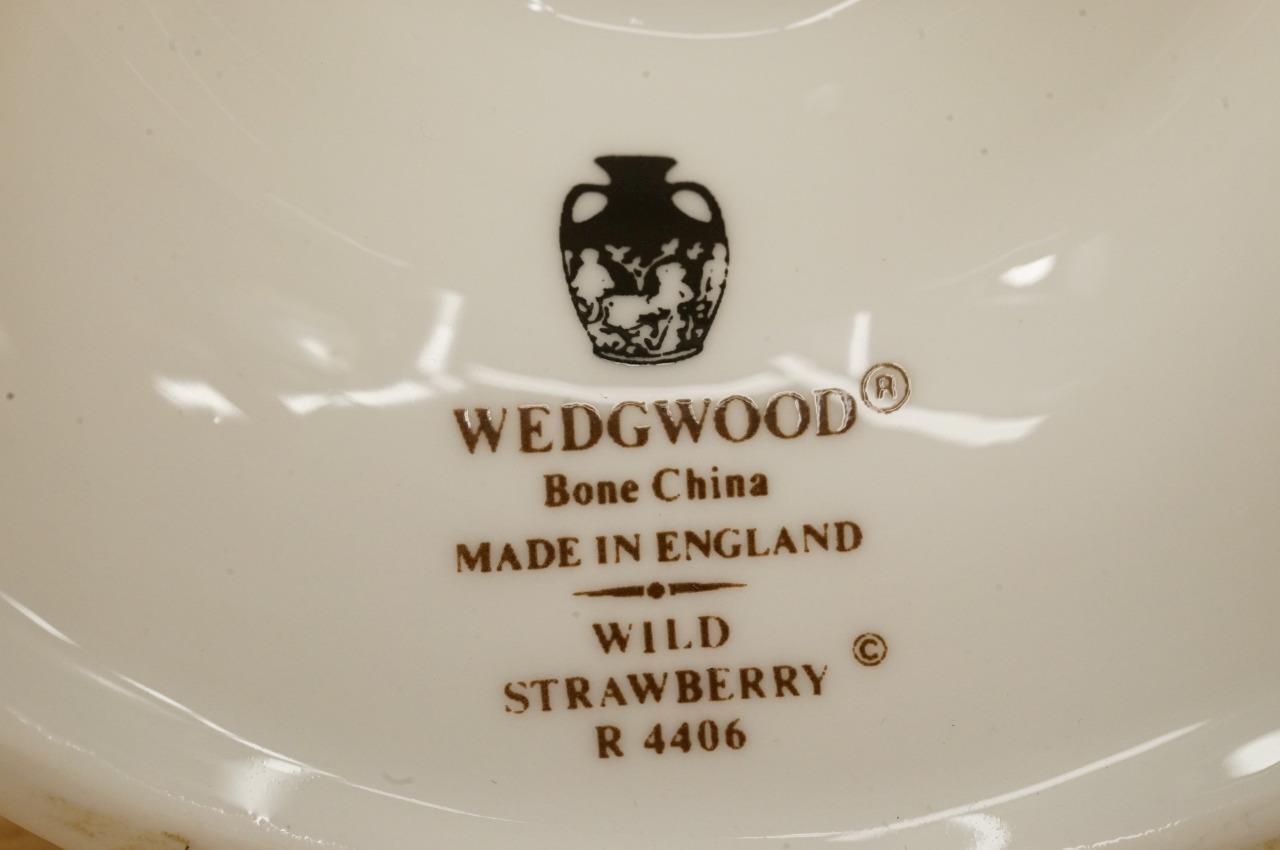 WEDGWOOD®
Bone China
MADE IN ENGLAND
WILD
STRAWBERRY ©
R 4406